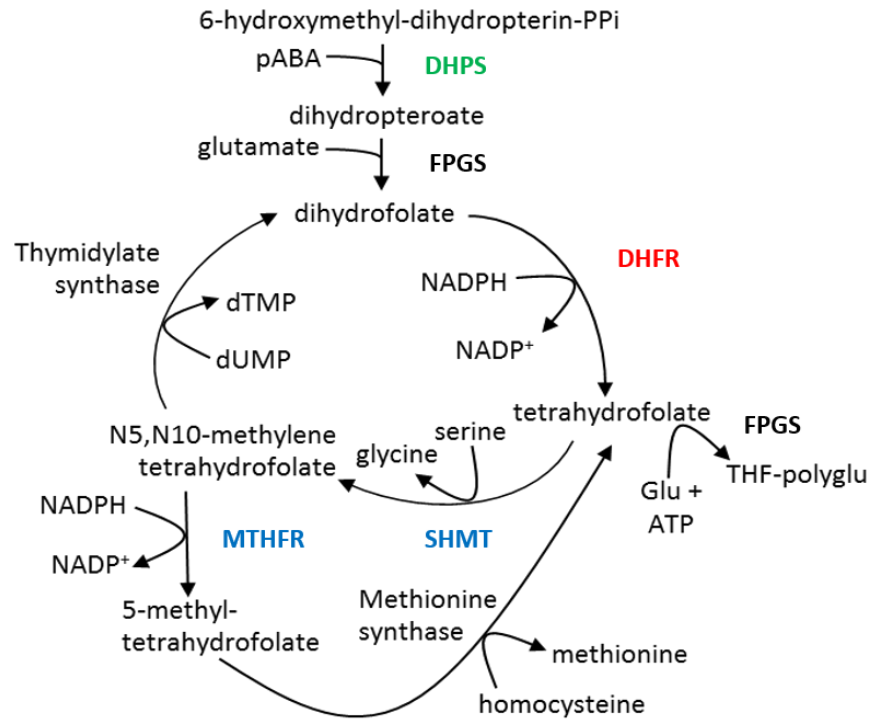 6-hydroxymethyl-dihydropterin-PPi
pABA
DHPS
dihydropteroate
glutamate
FPGS
dihydrofolate
Thymidylate
synthase
DHFR
NADPH
dTMP
NADP⁺
dUMP
tetrahydrofolate
FPGS
N5,N10-methylene
tetrahydrofolate
serine
glycine
THF-polyglu
Glu +
ATP
NADPH
MTHFR
SHMT
NADP⁺
5-methyl-
tetrahydrofolate
Methionine
synthase
methionine
homocysteine